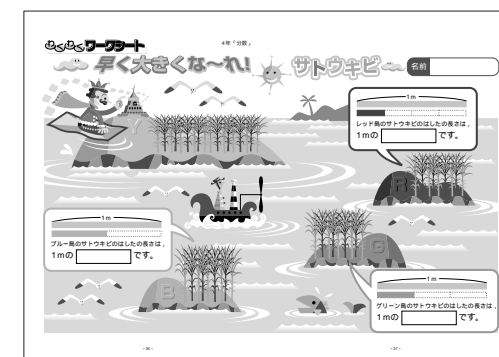 わくわくワークシート
4年「分数」
早く大きくな〜れ! サトウキビ
名前
1m
レッド島のサトウキビのはしたの長さは，
1mの です。
R
1m
ブルー島のサトウキビのはしたの長さは，
1mの です。
B
G
1m
グリーン島のサトウキビのはしたの長さは，
1mの です。
- 36 -
- 37 -